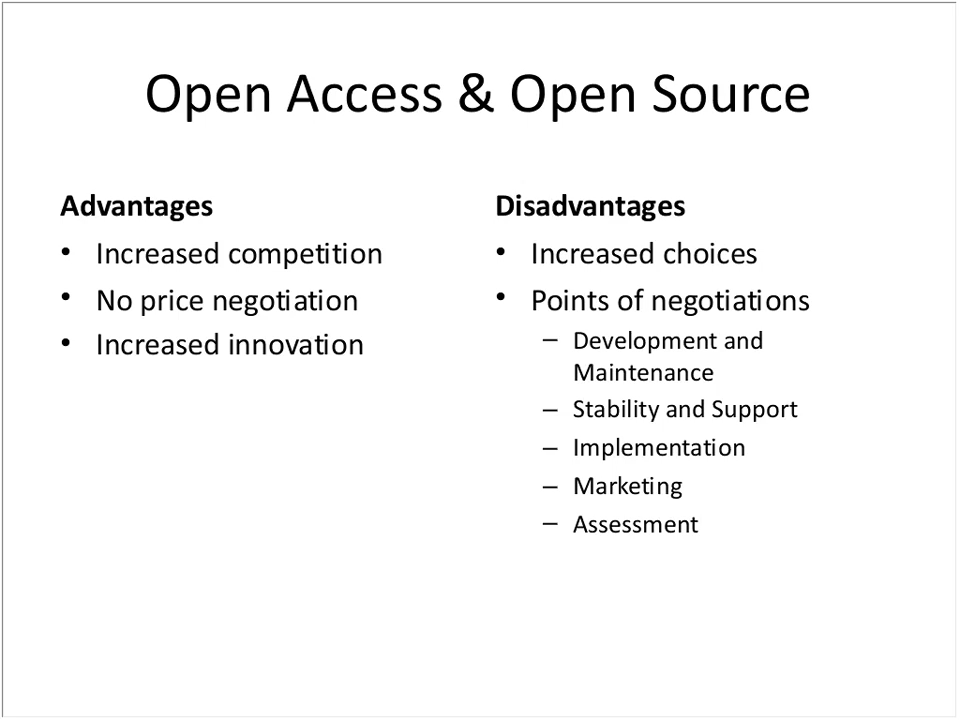 Open Access & Open Source
Advantages
• Increased competition
• No price negotiation
• Increased innovation
Disadvantages
• Increased choices
• Points of negotiations
– Development and
Maintenance
– Stability and Support
– Implementation
– Marketing
– Assessment